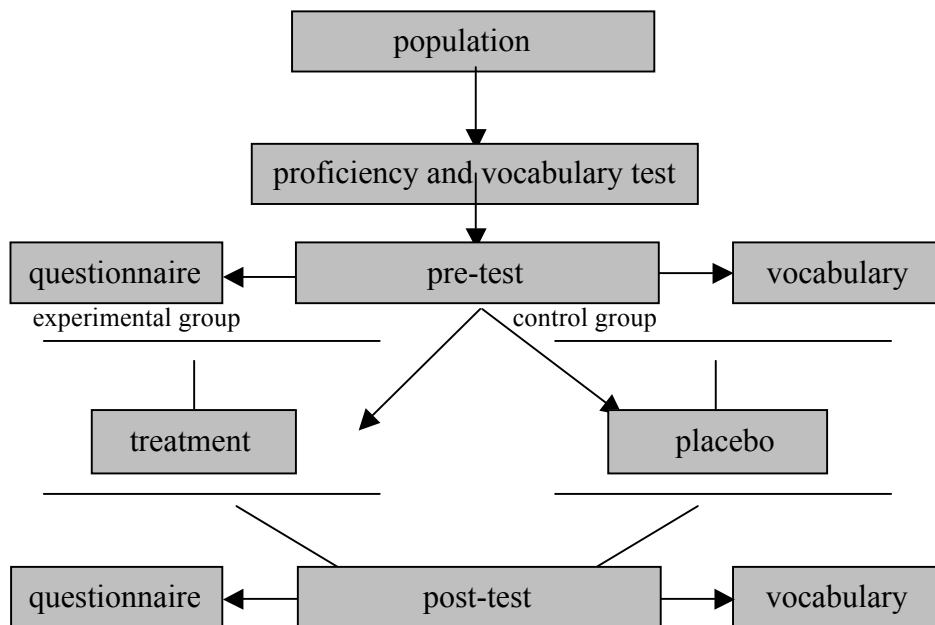 population
proficiency and vocabulary test
questionnaire
pre-test
vocabulary
experimental group
control group
treatment
placebo
questionnaire
post-test
vocabulary